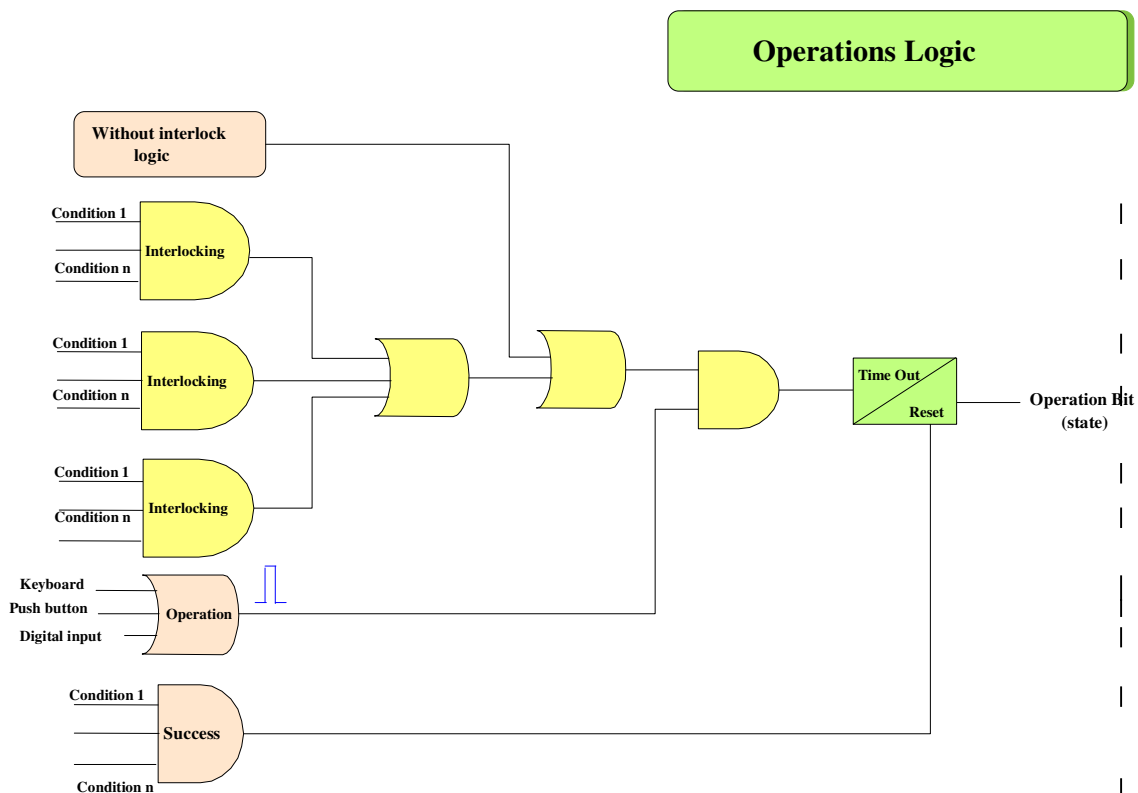 Operations Logic
Without interlock
logic
Condition 1
Interlocking
Condition n
Condition 1
Interlocking
Condition n
Condition 1
Interlocking
Condition n
Time Out
Reset
Operation Bit
(state)
Keyboard
Push button
Operation
Digital input
Condition 1
Success
Condition n